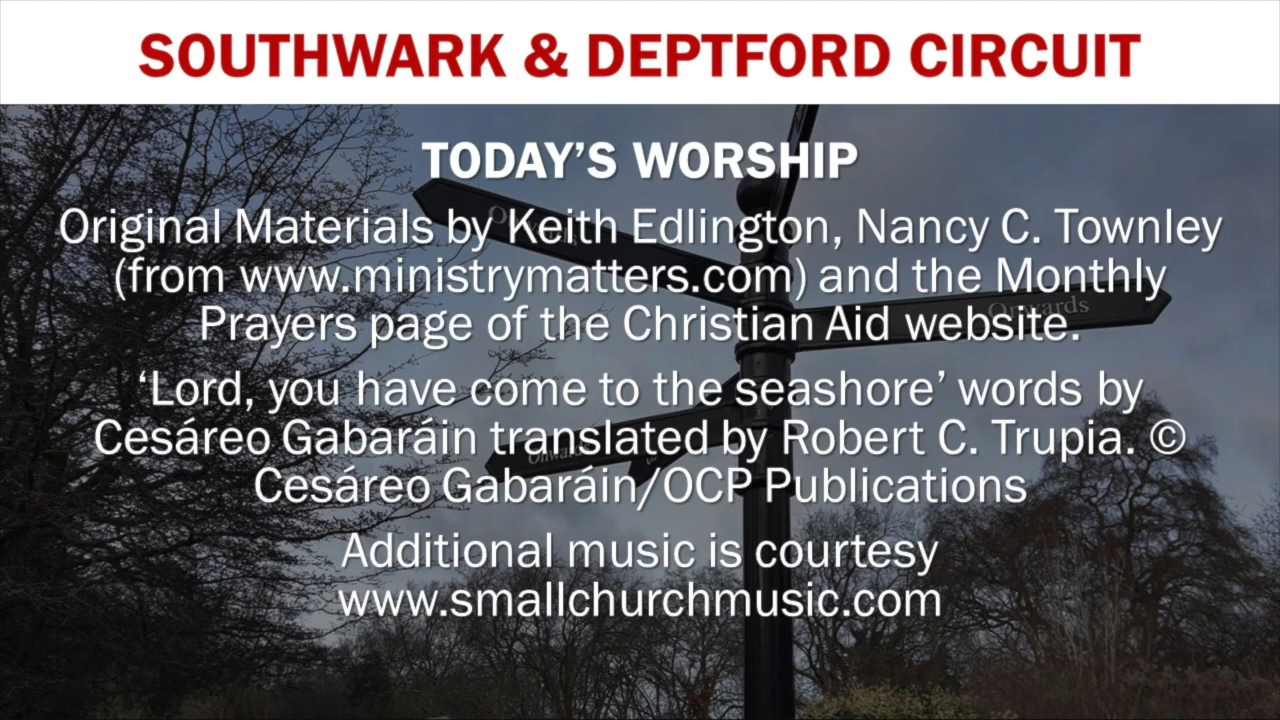 SOUTHWARK & DEPTFORD CIRCUIT
TODAY’S WORSHIP
Original Materials by Keith Edlington, Nancy C. Townley
(from www.ministrymatters.com) and the Monthly
Prayers page of the Christian Aid website.
‘Lord, you have come to the seashore’ words by
Cesáreo Gabaráin translated by Robert C. Trupia. ©
Cesáreo Gabaráin/OCP Publications
Additional music is courtesy
www.smallchurchmusic.com
Onwards